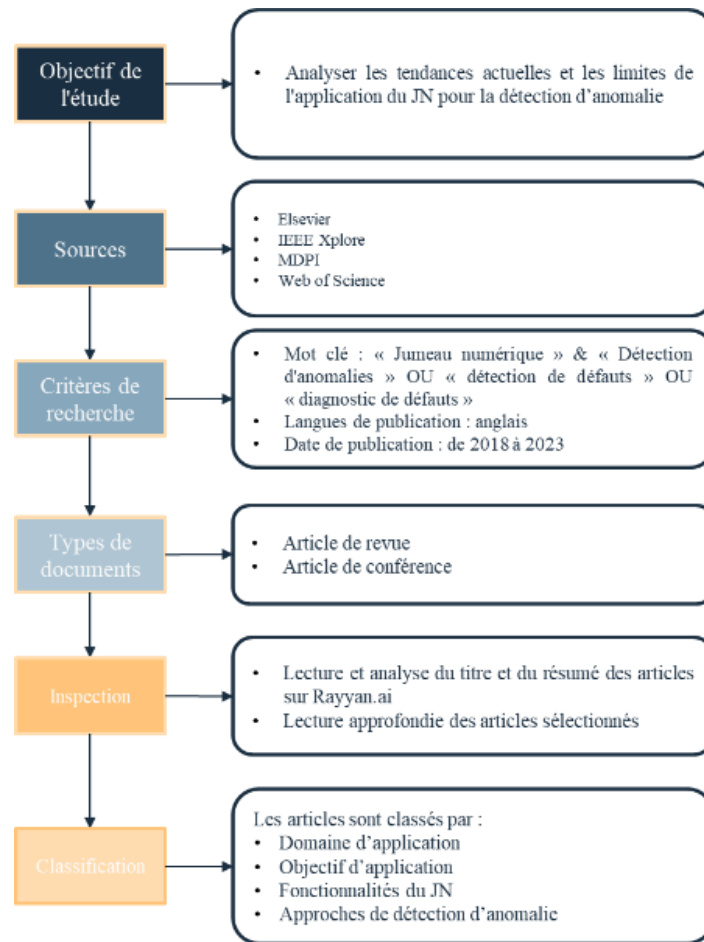 Objectif de
l'étude
• Analyser les tendances actuelles et les limites de
l'application du JN pour la détection d'anomalie
Sources
• Elsevier
• IEEE Xplore
• MDPI
• Web of Science
Critères de
recherche
• Mot clé : « Jumeau numérique » & « Détection
d'anomalies » OU « détection de défauts » OU
« diagnostic de défauts »
• Langues de publication : anglais
• Date de publication : de 2018 à 2023
Types de
documents
• Article de revue
• Article de conférence
Inspection
• Lecture et analyse du titre et du résumé des articles
sur Rayyan.ai
• Lecture approfondie des articles sélectionnés
Classification
Les articles sont classés par :
• Domaine d'application
• Objectif d'application
• Fonctionnalités du JN
• Approches de détection d'anomalie